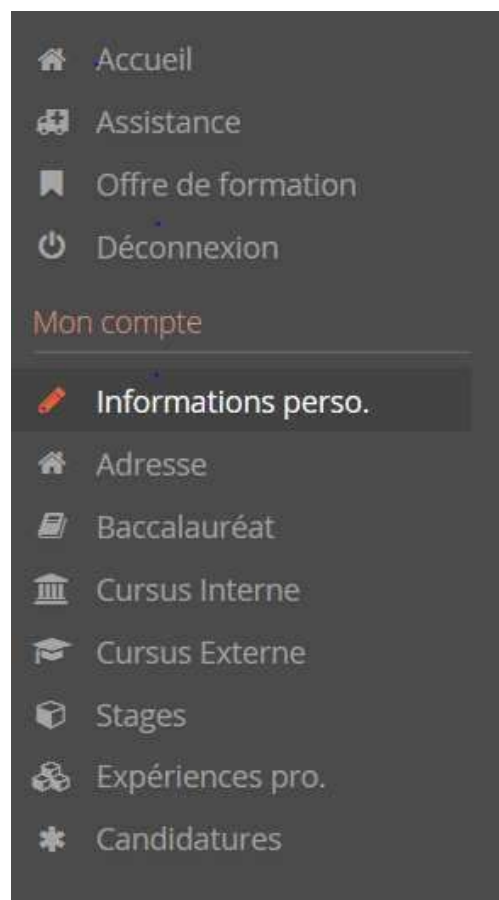 Accueil
Assistance
Offre de formation
Déconnexion
Mon compte
Informations perso.
Adresse
Baccalauréat
Cursus Interne
Cursus Externe
Stages
Expériences pro.
Candidatures